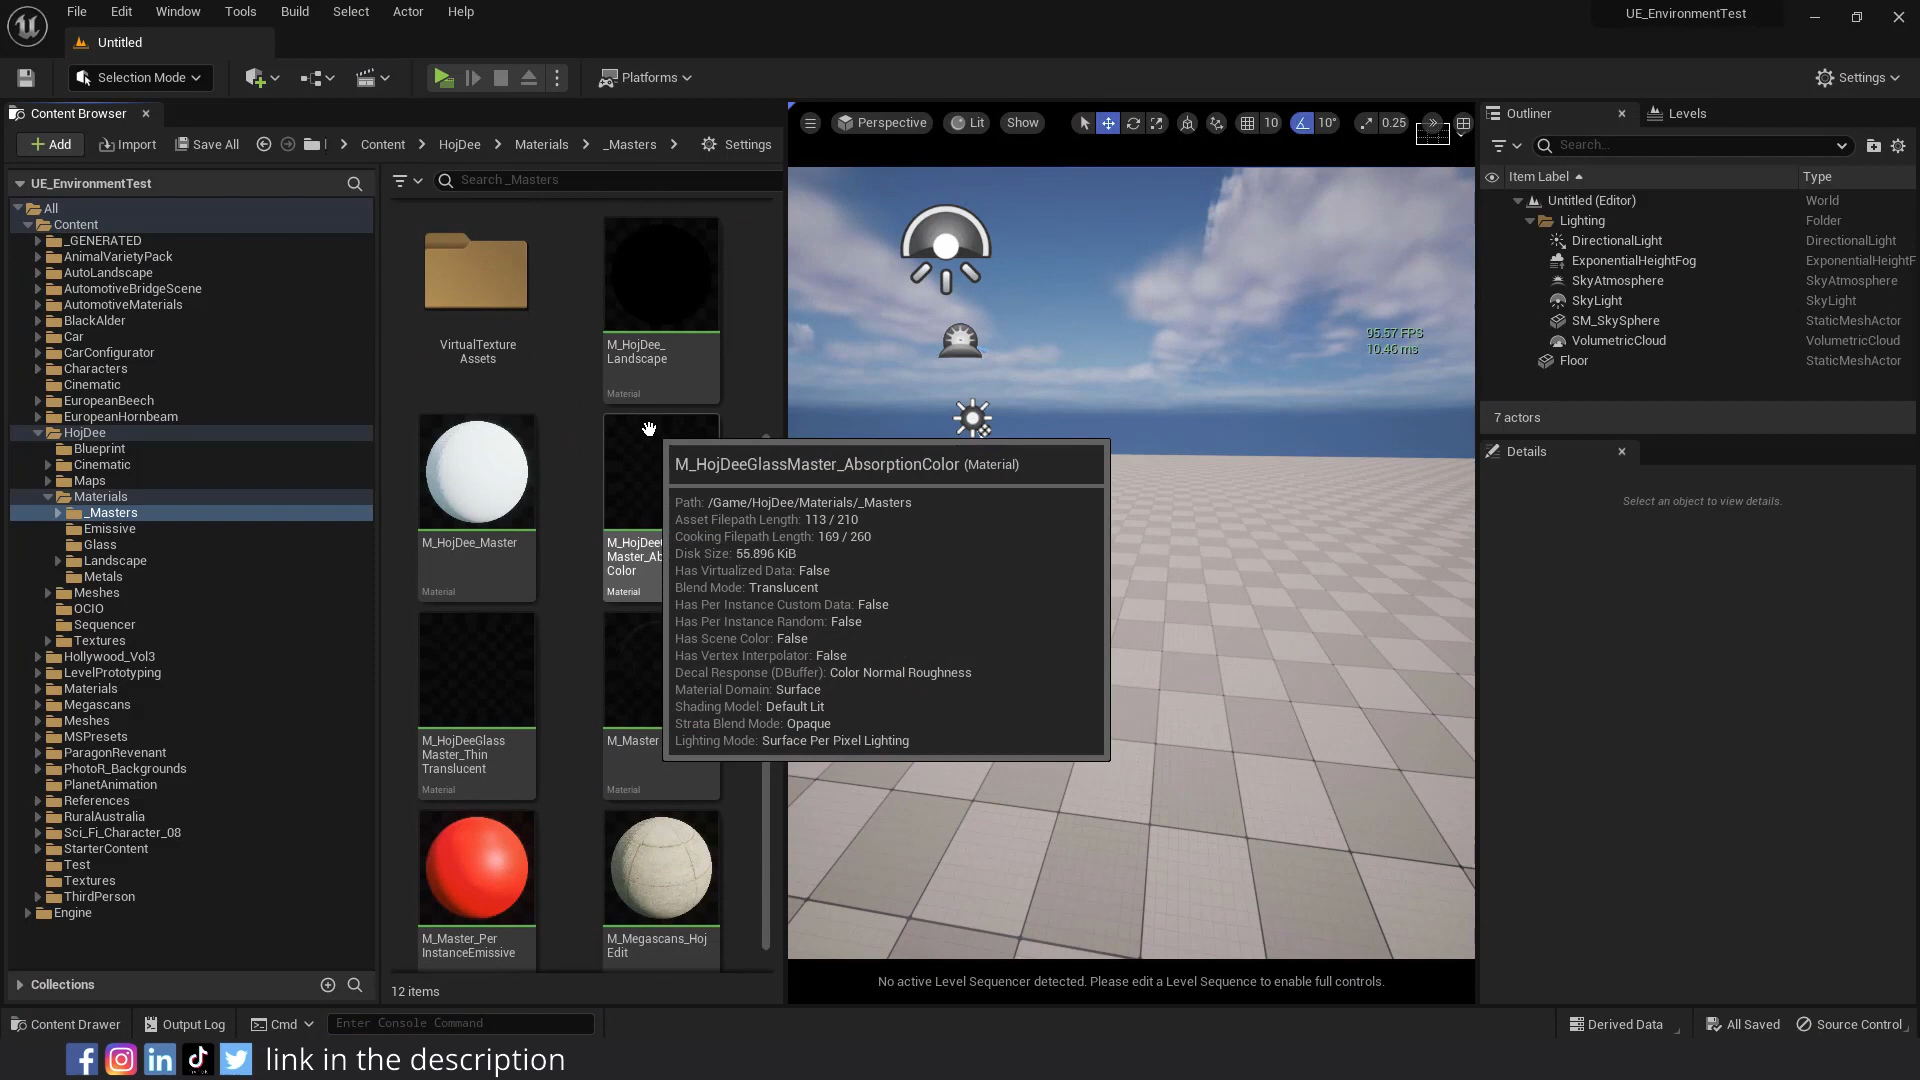 File Edit Window Tools Build Select Actor Help
UE_EnvironmentTest
Untitled
Selection Mode
Platforms
Settings
Content Browser
Add Import Save All Content HojDee Materials _Masters Settings
UE_EnvironmentTest
Search _Masters
All
Content
_GENERATED
AnimalVarietyPack
AutoLandscape
AutomotiveBridgeScene
AutomotiveMaterials
BlackAlder
Car
CarConfigurator
Characters
Cinematic
EuropeanBeech
EuropeanHornbeam
HojDee
Blueprint
Cinematic
Maps
Materials
_Masters
Emissive
Glass
Landscape
Metals
Meshes
OCIO
Sequencer
Textures
Hollywood_Vol3
LevelPrototyping
Materials
Megascans
Meshes
MSPresets
ParagonRevenant
PhotoR_Backgrounds
PlanetAnimation
References
RuralAustralia
Sci_Fi_Character_08
StarterContent
Test
Textures
ThirdPerson
Engine
Collections
VirtualTexture
Assets
M_HojDee_
Landscape
Material
M_HojDee_Master
Material
M_HojDee
Master_Ab
Color
Material
M_HojDeeGlass
Master_Thin
Translucent
Material
M_Master
Material
M_Master_Per
InstanceEmissive
M_Megascans_Hoj
Edit
12 items
M_HojDeeGlassMaster_AbsorptionColor (Material)
Path: /Game/HojDee/Materials/_Masters
Asset Filepath Length: 113 / 210
Cooking Filepath Length: 169 / 260
Disk Size: 55.896 KiB
Has Virtualized Data: False
Blend Mode: Translucent
Has Per Instance Custom Data: False
Has Per Instance Random: False
Has Scene Color: False
Has Vertex Interpolator: False
Decal Response (DBuffer): Color Normal Roughness
Material Domain: Surface
Shading Model: Default Lit
Strata Blend Mode: Opaque
Lighting Mode: Surface Per Pixel Lighting
Perspective Lit Show 10 10° 0.25
95.57 FPS
10.46 ms
No active Level Sequencer detected. Please edit a Level Sequence to enable full controls.
Outliner Levels
Search...
Item Label Type
Untitled (Editor) World
Lighting Folder
DirectionalLight DirectionalLight
ExponentialHeightFog ExponentialHeightF
SkyAtmosphere SkyAtmosphere
SkyLight SkyLight
SM_SkySphere StaticMeshActor
VolumetricCloud VolumetricCloud
Floor StaticMeshActor
7 actors
Details
Select an object to view details.
Content Drawer Output Log Cmd Enter Console Command Derived Data All Saved Source Control
link in the description